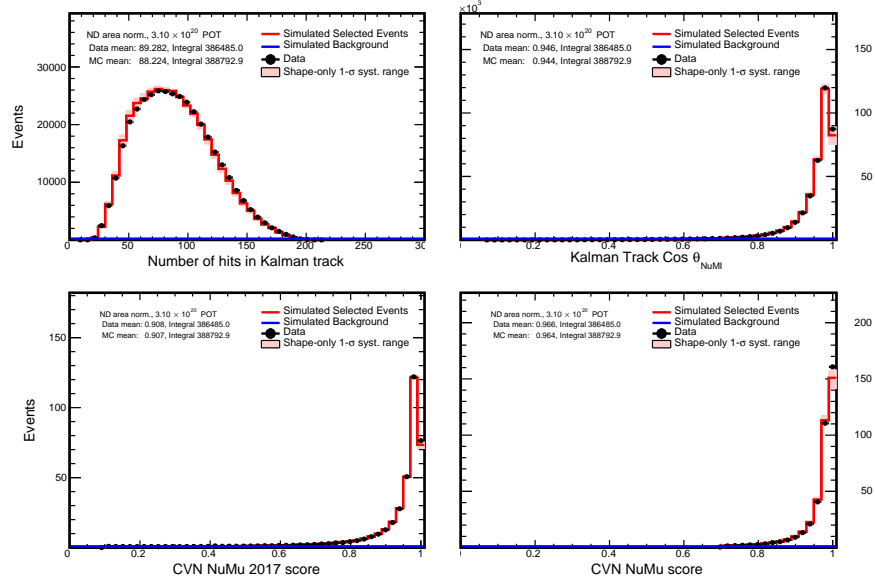 ND area norm., 3.10 × 10^20 POT
Data mean: 89.282, Integral 386485.0
MC mean: 88.224, Integral 388792.9
Simulated Selected Events
Simulated Background
Data
Shape-only 1-σ syst. range
30000
20000
10000
Events
0 50 100 150 200 250 300
Number of hits in Kalman track
×10^3
ND area norm., 3.10 × 10^20 POT
Data mean: 0.946, Integral 386485.0
MC mean: 0.944, Integral 388792.9
Simulated Selected Events
Simulated Background
Data
Shape-only 1-σ syst. range
150
100
50
0.2 0.4 0.6 0.8 1
Kalman Track Cos θ_NuMI
ND area norm., 3.10 × 10^20 POT
Data mean: 0.908, Integral 386485.0
MC mean: 0.907, Integral 388792.9
Simulated Selected Events
Simulated Background
Data
Shape-only 1-σ syst. range
150
100
50
Events
0 0.2 0.4 0.6 0.8 1
CVN NuMu 2017 score
ND area norm., 3.10 × 10^20 POT
Data mean: 0.966, Integral 386485.0
MC mean: 0.964, Integral 388792.9
Simulated Selected Events
Simulated Background
Data
Shape-only 1-σ syst. range
200
150
100
50
0.2 0.4 0.6 0.8 1
CVN NuMu score